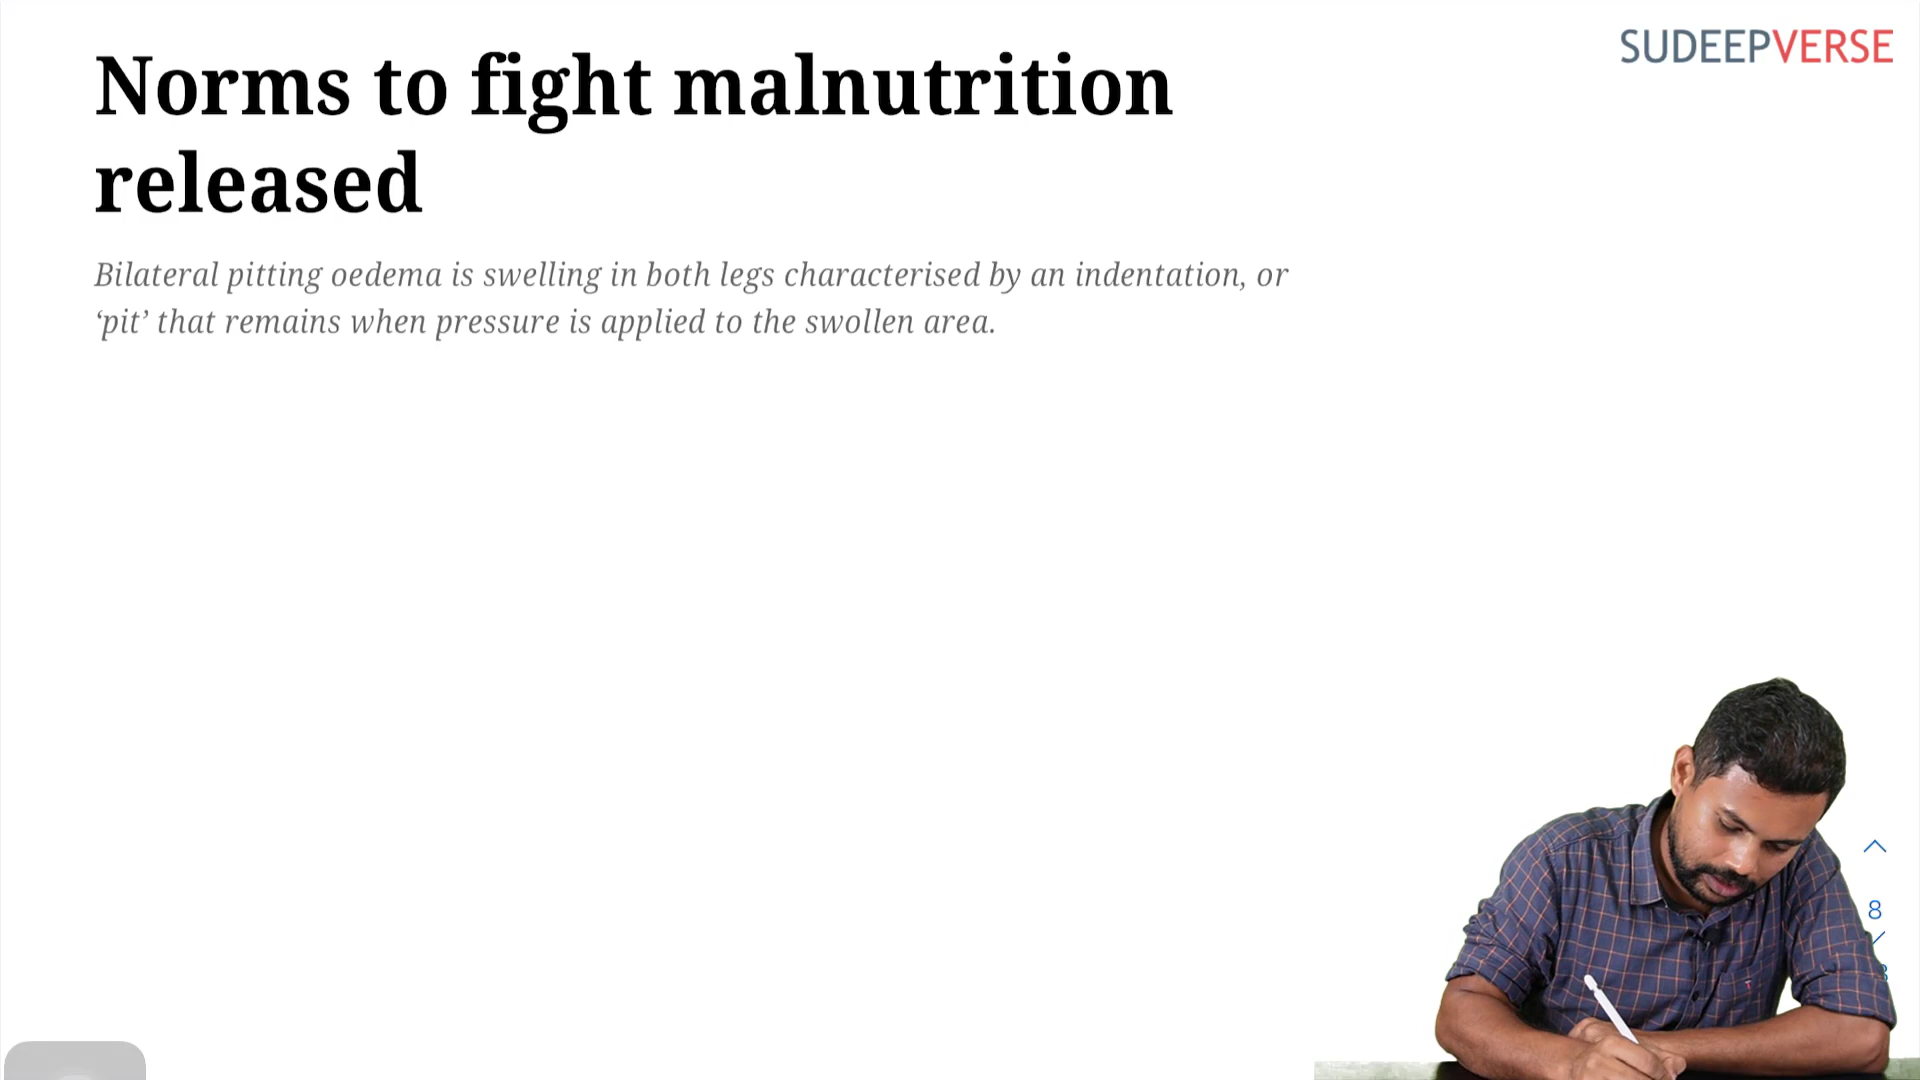 SUDEEPVERSE
Norms to fight malnutrition
released
Bilateral pitting oedema is swelling in both legs characterised by an indentation, or
‘pit’ that remains when pressure is applied to the swollen area.
8